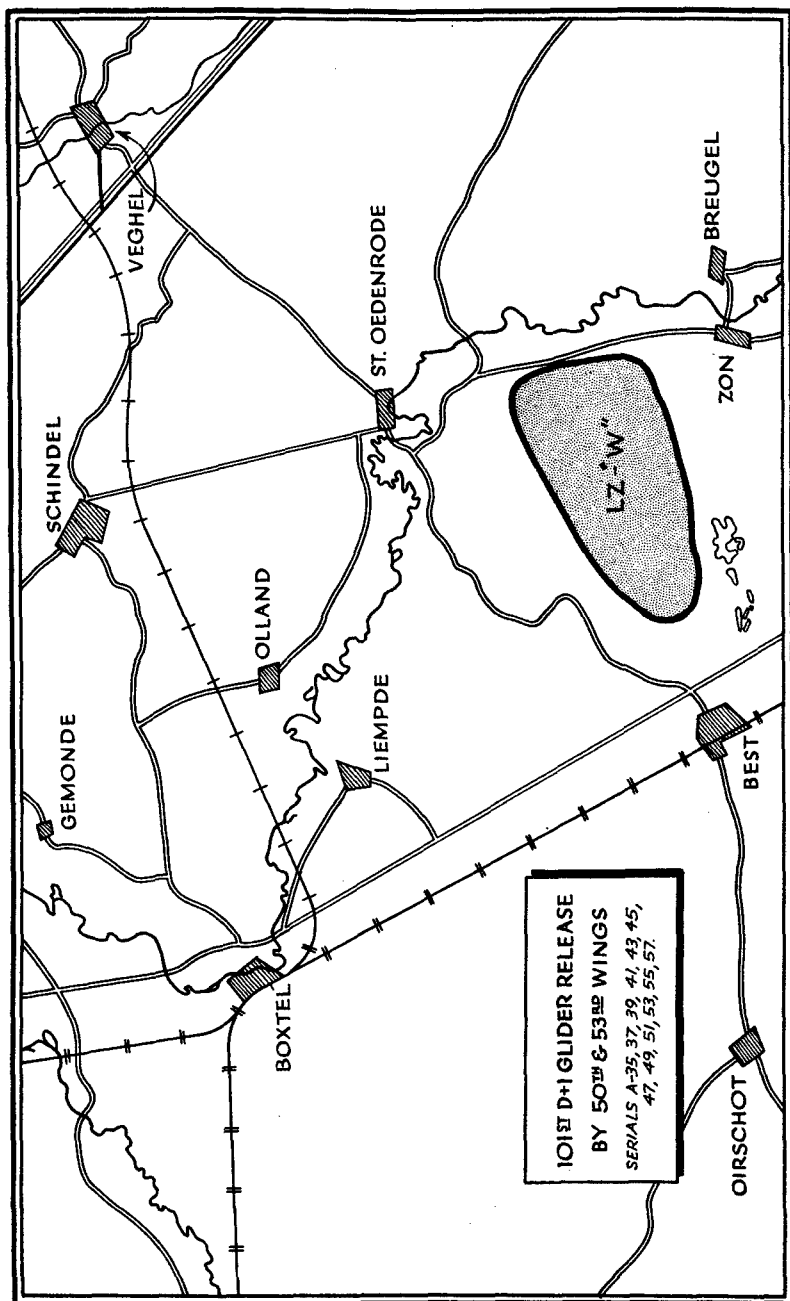 GEMONDE
SCHINDEL
VEGHEL
BOXTEL
OLLAND
LIEMPDE
ST. OEDENRODE
LZ-"W"
BREUGEL
ZON
BEST
OIRSCHOT
101ST D+1 GLIDER RELEASE
BY 50TH & 53RD WINGS
SERIALS A-35, 37, 39, 41, 43, 45,
47, 49, 51, 53, 55, 57.